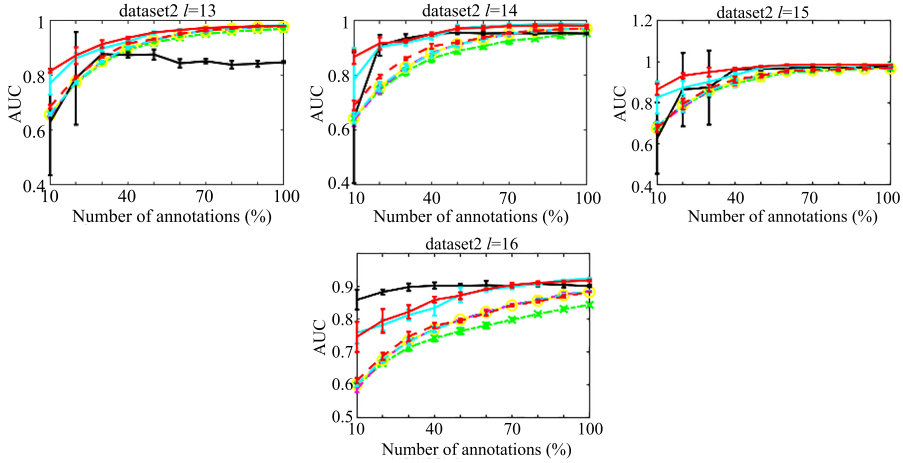 dataset2 l=13
1
0.8
0.6
0.4
AUC
10 40 70 100
Number of annotations (%)
dataset2 l=14
1
0.8
0.6
0.4
AUC
10 40 70 100
Number of annotations (%)
dataset2 l=15
1.2
1
0.8
0.6
0.4
AUC
10 40 70 100
Number of annotations (%)
dataset2 l=16
0.9
0.8
0.7
0.6
0.5
AUC
10 40 70 100
Number of annotations (%)